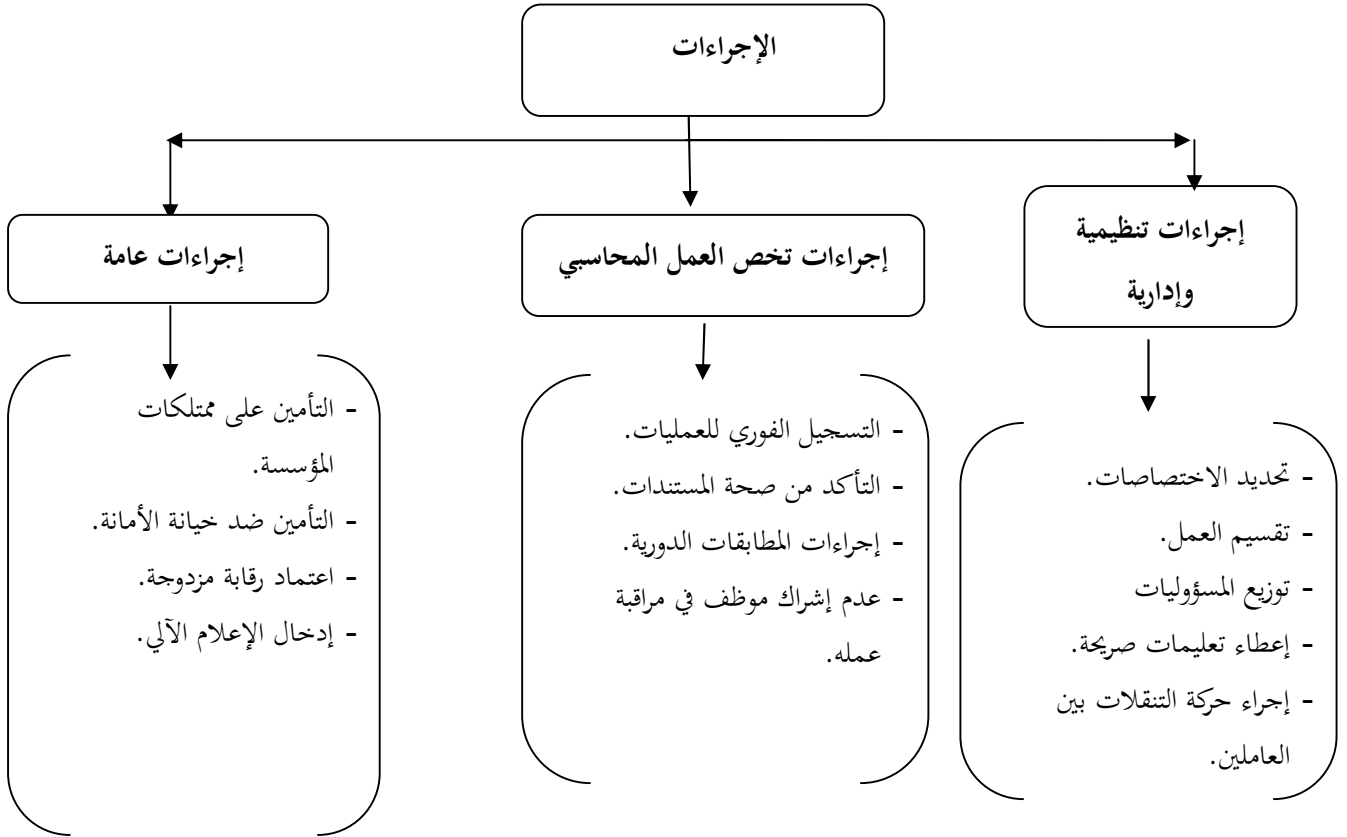 الإجراءات
إجراءات تنظيمية
وإدارية
إجراءات تخص العمل المحاسبي
إجراءات عامة
- تحديد الاختصاصات.
- تقسيم العمل.
- توزيع المسؤوليات
- إعطاء تعليمات صريحة.
- إجراء حركة التنقلات بين
العاملين.
- التسجيل الفوري للعمليات.
- التأكد من صحة المستندات.
- إجراءات المطابقات الدورية.
- عدم إشراك موظف في مراقبة
عمله.
- التأمين على ممتلكات
المؤسسة.
- التأمين ضد خيانة الأمانة.
- اعتماد رقابة مزدوجة.
- إدخال الإعلام الآلي.